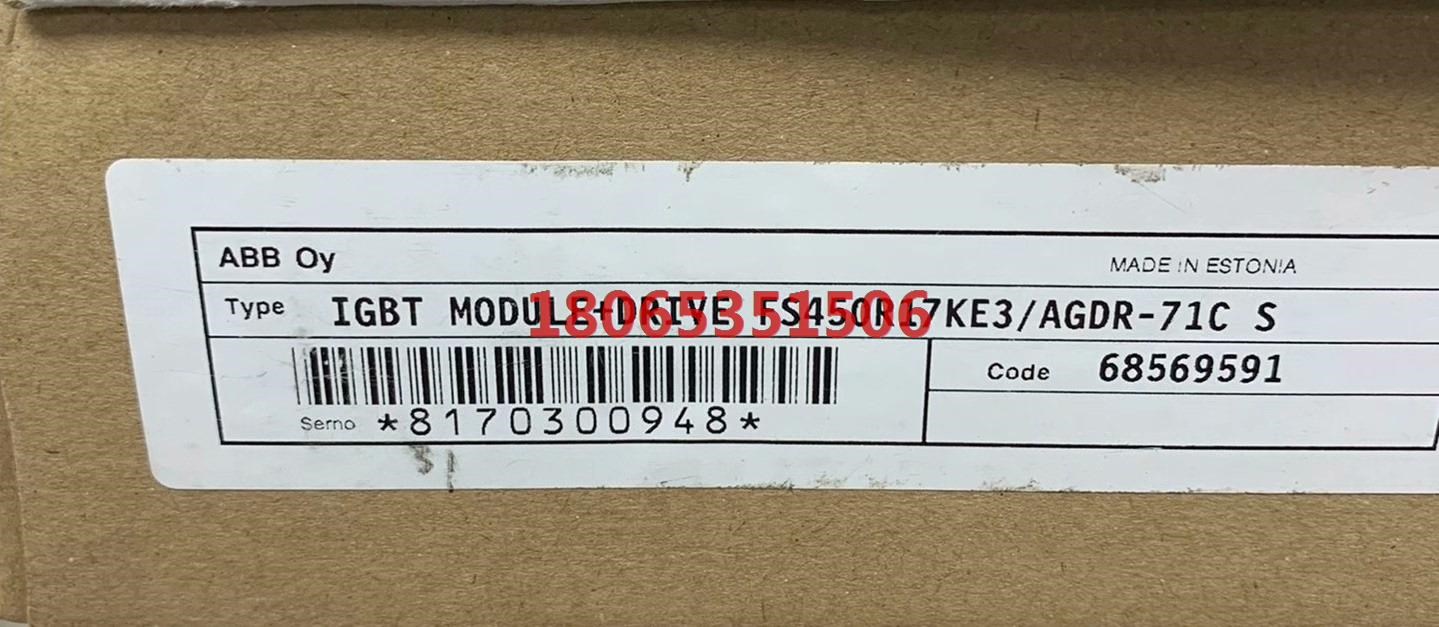 ABB Oy
MADE IN ESTONIA
Type IGBT MODULE+DRIVE FS450R17KE3/AGDR-71C S
18065351506
Code 68569591
Serno *8170300948*